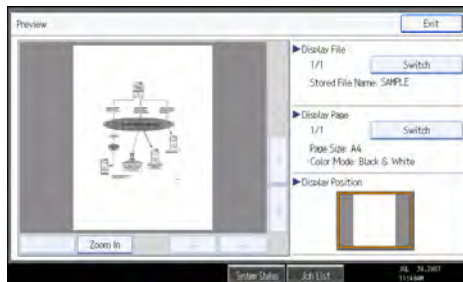 Preview
Exit
▶Display File
1/1
Switch
Stored File Name: SAMPLE
▶Display Page
1/1
Switch
Page Size: A4
Color Mode: Black & White
▶Display Position
Zoom In
System Status
Job List